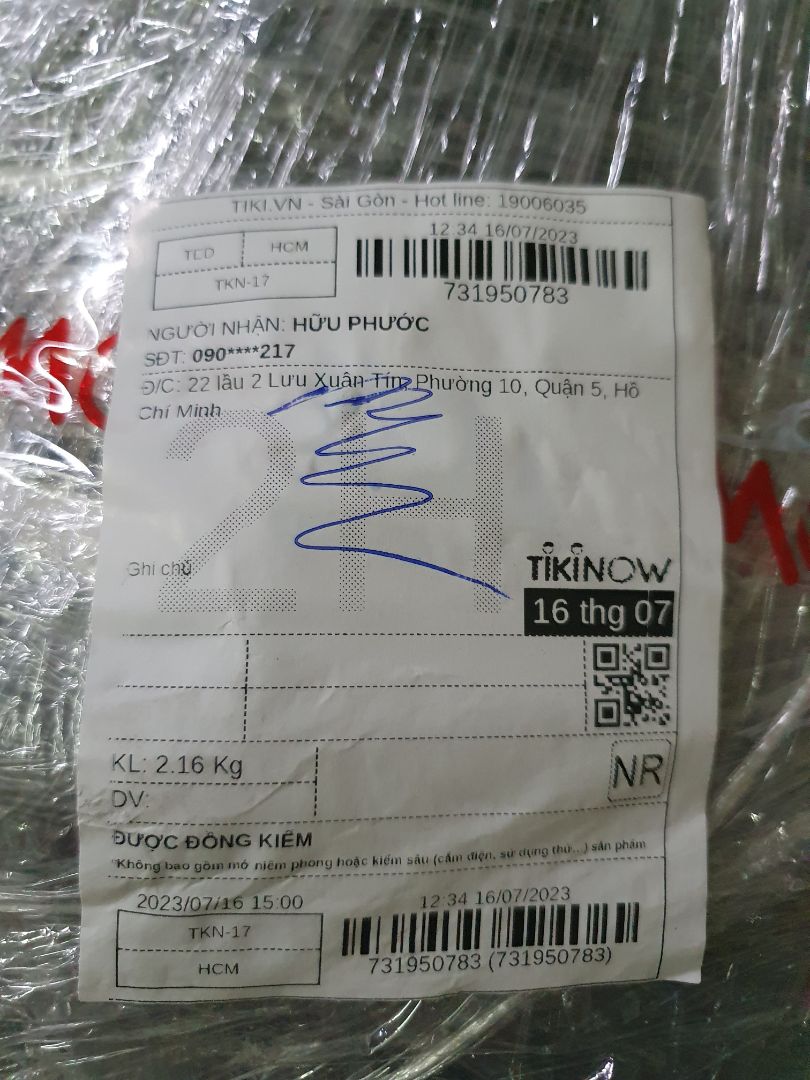 TIKI.VN - Sài Gòn - Hot line: 19006035
12:34 16/07/2023
TCD HCM
TKN-17
731950783
NGƯỜI NHẬN: HỮU PHƯỚC
SĐT: 090****217
Đ/C: 22 lầu 2 Lưu Xuân Tín, Phường 10, Quận 5, Hồ
Chí Minh
2H
Ghi chú
TIKINOW
16 thg 07
KL: 2.16 Kg
NR
DV:
ĐƯỢC ĐỒNG KIỂM
*Không bao gồm mở niêm phong hoặc kiểm sâu (cắm điện, sử dụng thử...) sản phẩm
2023/07/16 15:00
12:34 16/07/2023
TKN-17
HCM
731950783 (731950783)